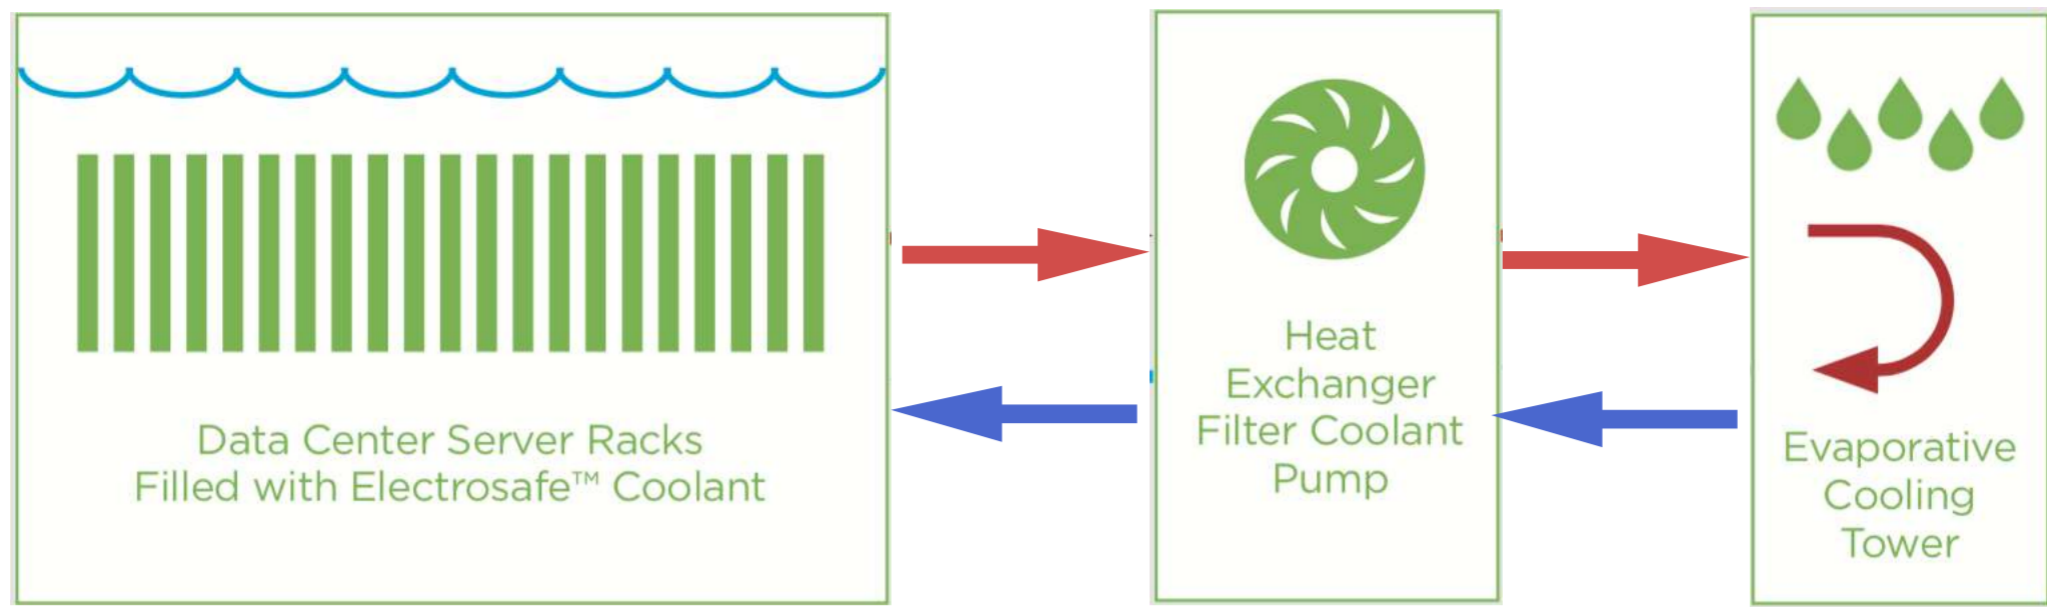 Data Center Server Racks
Filled with Electrosafe™ Coolant
Heat
Exchanger
Filter Coolant
Pump
Evaporative
Cooling
Tower